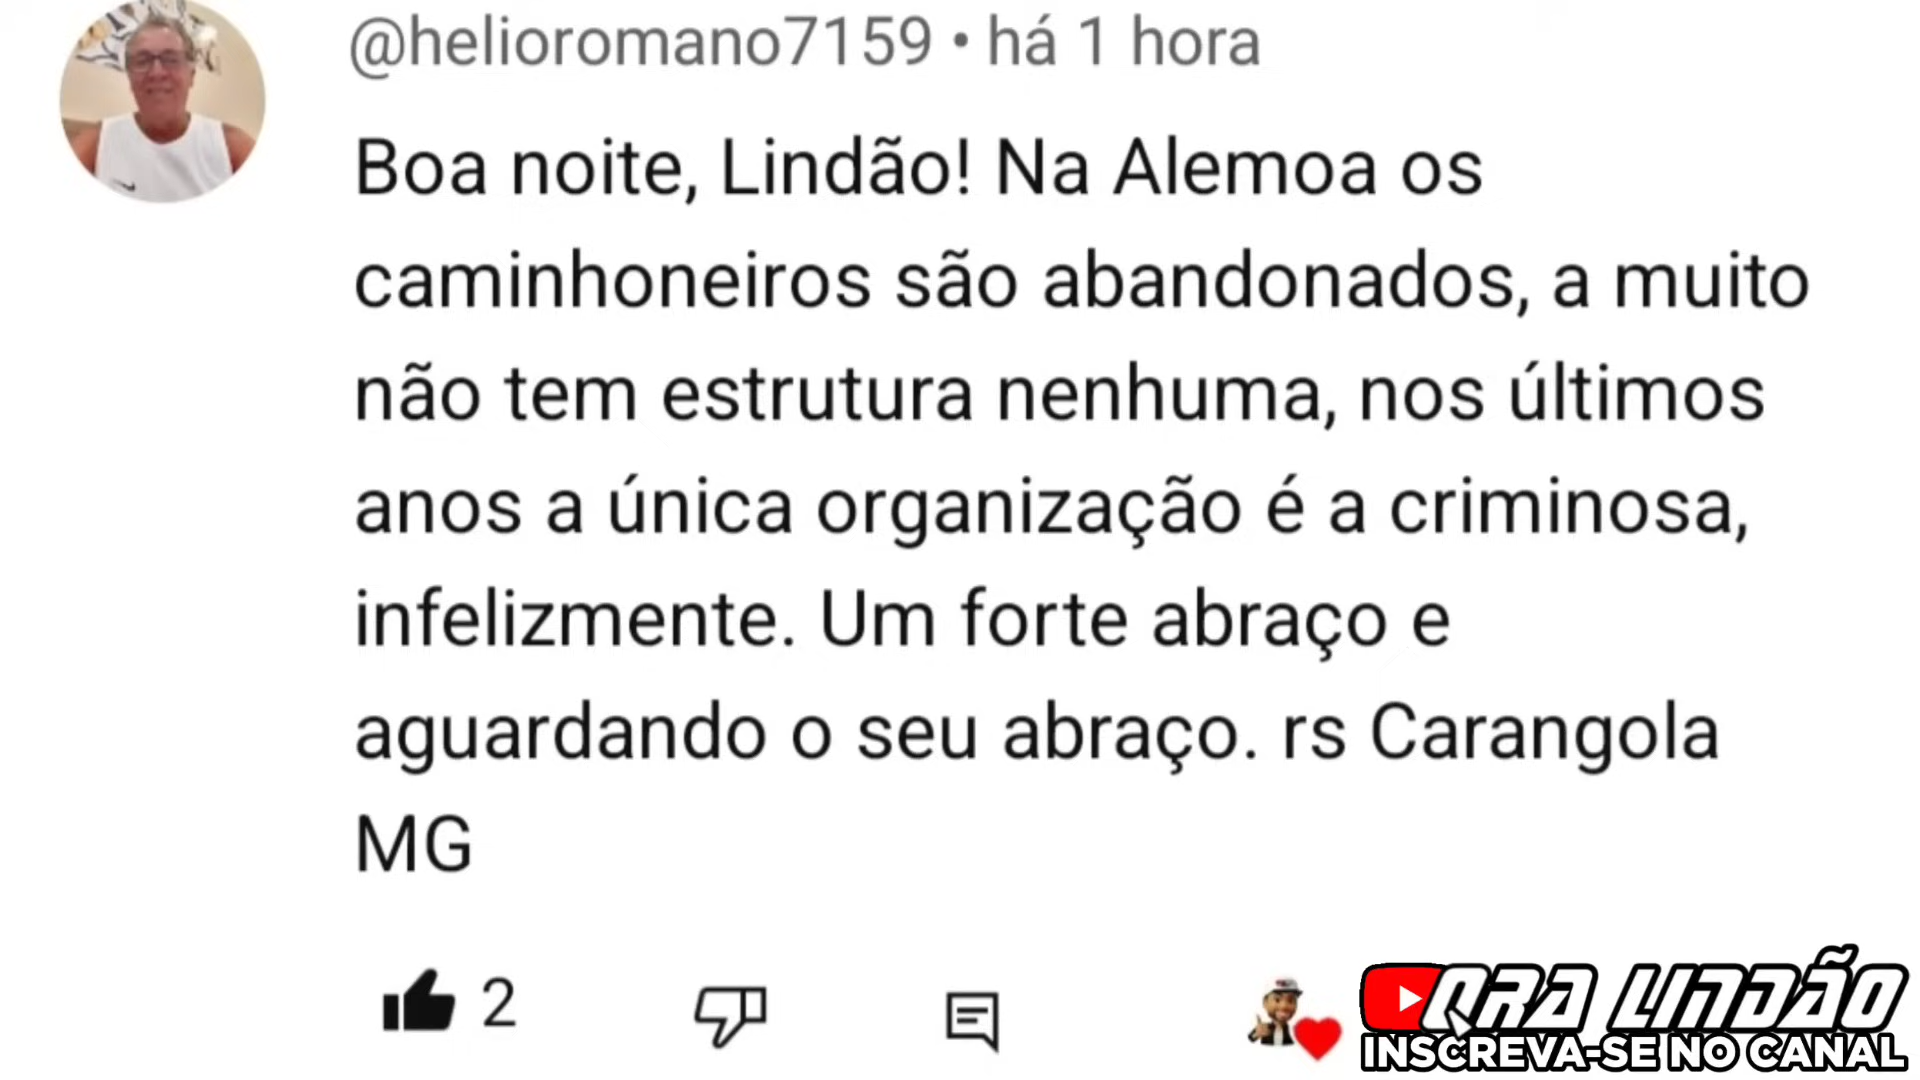 @helioromano7159 • há 1 hora
Boa noite, Lindão! Na Alemoa os
caminhoneiros são abandonados, a muito
não tem estrutura nenhuma, nos últimos
anos a única organização é a criminosa,
infelizmente. Um forte abraço e
aguardando o seu abraço. rs Carangola
MG
2
QRA LINDÃO
INSCREVA-SE NO CANAL